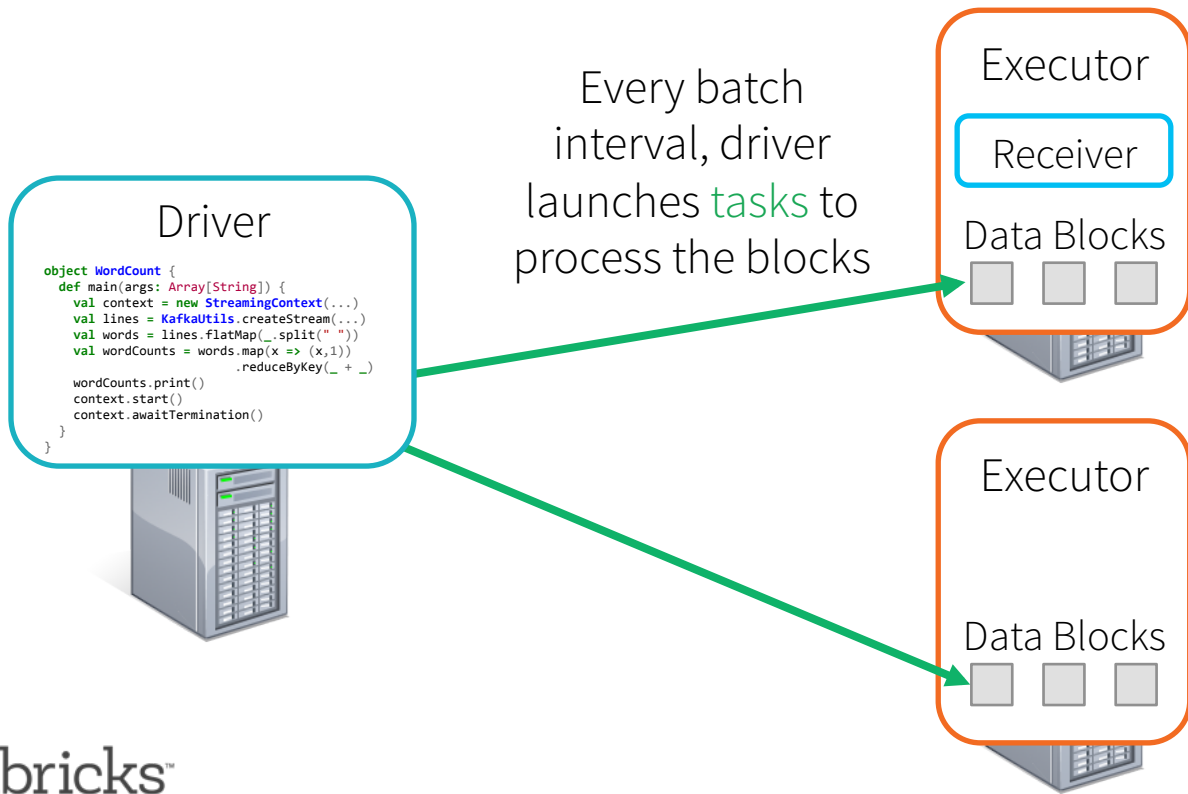 Every batch
interval, driver
launches tasks to
process the blocks
Driver
object WordCount {
  def main(args: Array[String]) {
    val context = new StreamingContext(...)
    val lines = KafkaUtils.createStream(...)
    val words = lines.flatMap(_.split(" "))
    val wordCounts = words.map(x => (x,1))
                          .reduceByKey(_ + _)
    wordCounts.print()
    context.start()
    context.awaitTermination()
  }
}
Executor
Receiver
Data Blocks
Executor
Data Blocks
bricks™